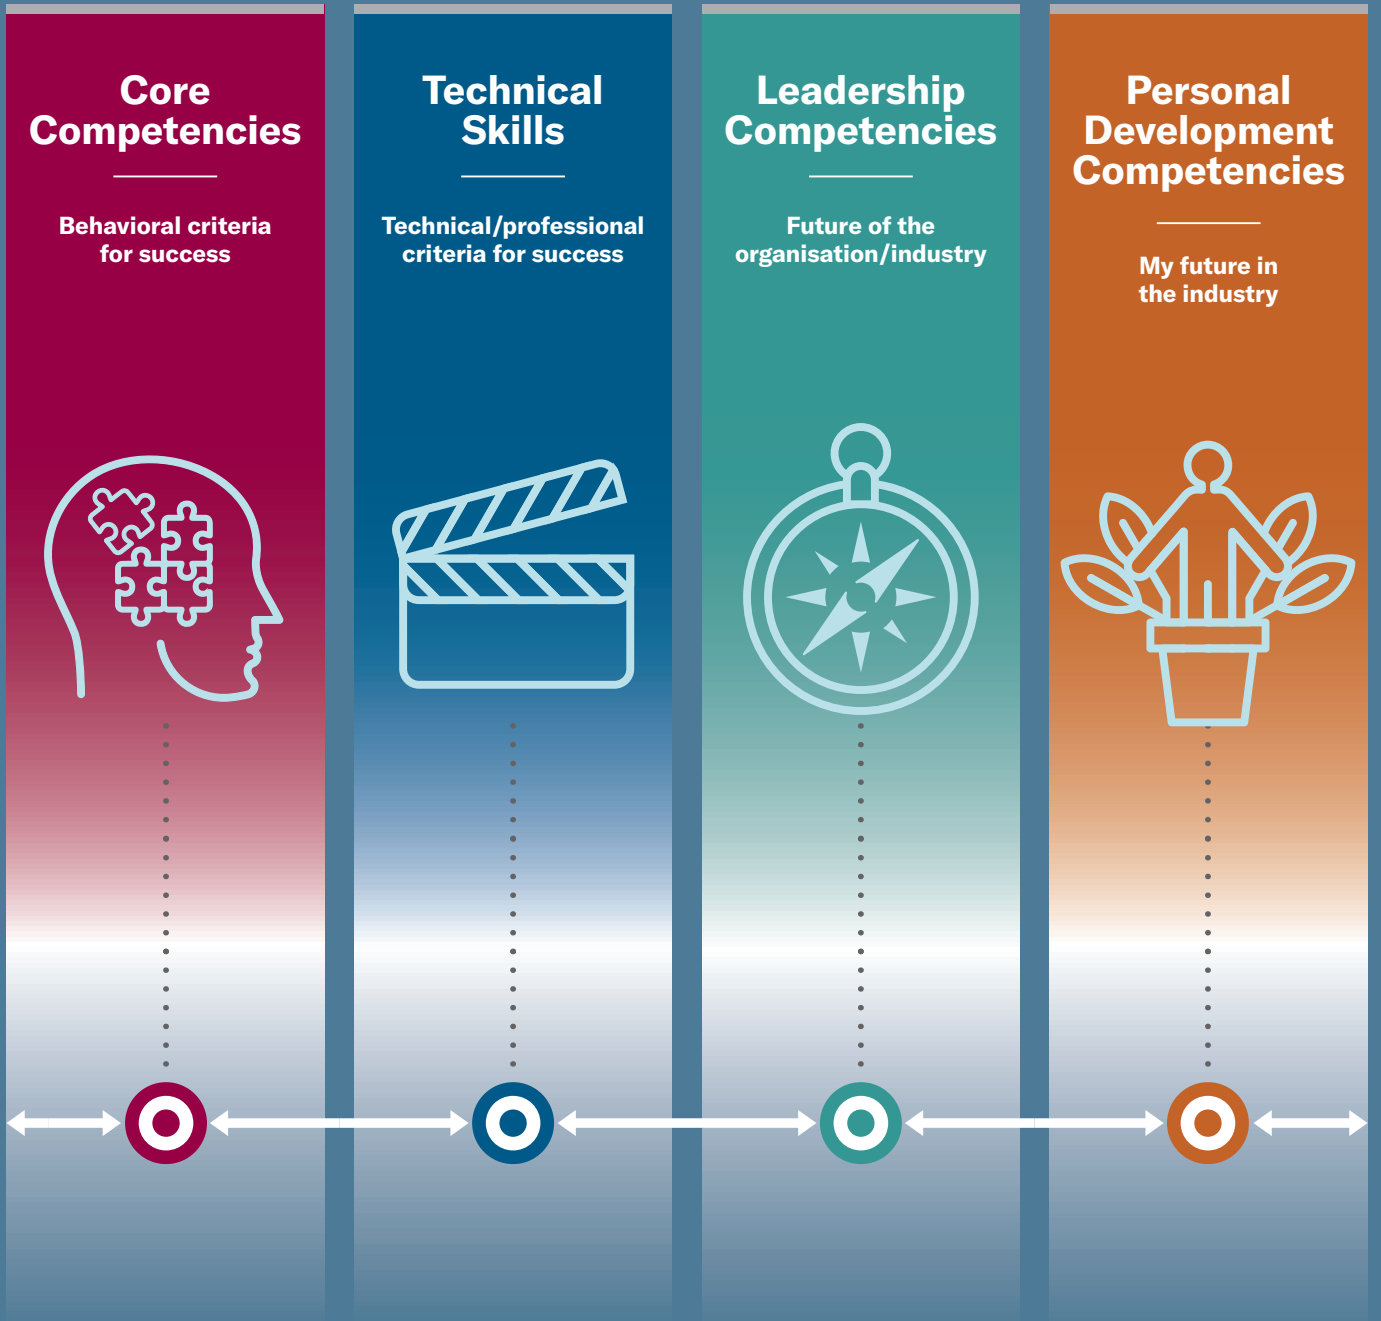 Core
Competencies
Behavioral criteria
for success
Technical
Skills
Technical/professional
criteria for success
Leadership
Competencies
Future of the
organisation/industry
Personal
Development
Competencies
My future in
the industry